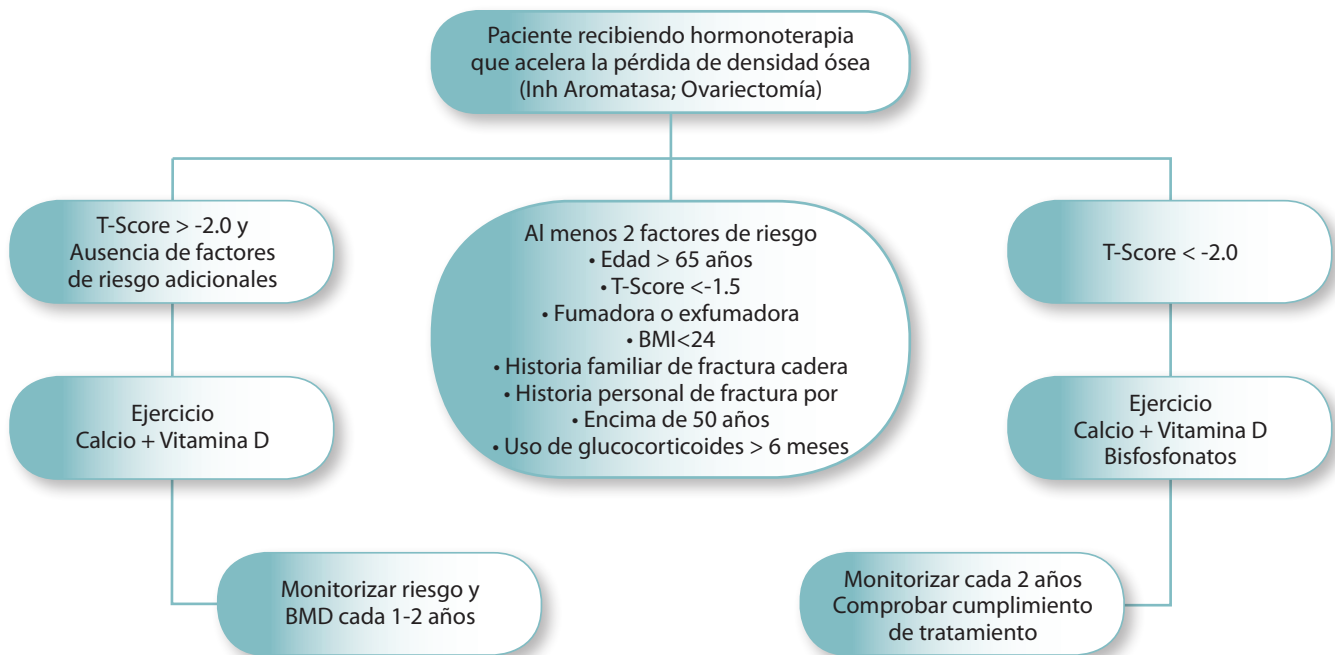 Paciente recibiendo hormonoterapia
que acelera la pérdida de densidad ósea
(Inh Aromatasa; Ovariectomía)
T-Score > -2.0 y
Ausencia de factores
de riesgo adicionales
Al menos 2 factores de riesgo
• Edad > 65 años
• T-Score <-1.5
• Fumadora o exfumadora
• BMI<24
• Historia familiar de fractura cadera
• Historia personal de fractura por
• Encima de 50 años
• Uso de glucocorticoides > 6 meses
T-Score < -2.0
Ejercicio
Calcio + Vitamina D
Ejercicio
Calcio + Vitamina D
Bisfosfonatos
Monitorizar riesgo y
BMD cada 1-2 años
Monitorizar cada 2 años
Comprobar cumplimiento
de tratamiento